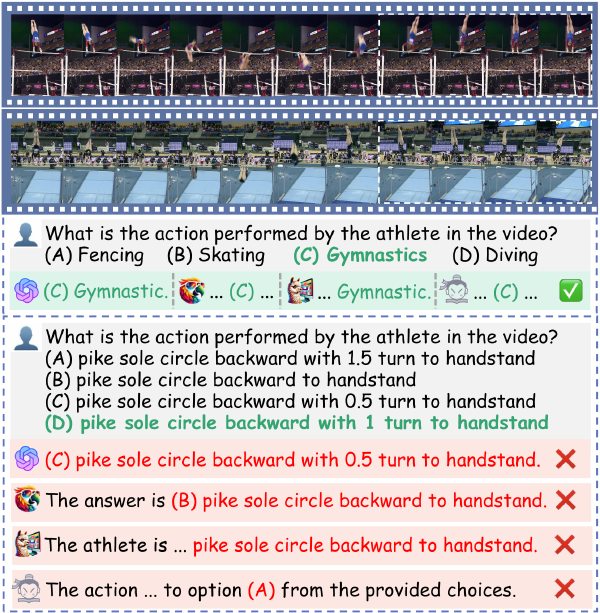 What is the action performed by the athlete in the video?
(A) Fencing (B) Skating (C) Gymnastics (D) Diving
(C) Gymnastic. ... (C) ... ... Gymnastic. ... (C) ...
What is the action performed by the athlete in the video?
(A) pike sole circle backward with 1.5 turn to handstand
(B) pike sole circle backward to handstand
(C) pike sole circle backward with 0.5 turn to handstand
(D) pike sole circle backward with 1 turn to handstand
(C) pike sole circle backward with 0.5 turn to handstand.
The answer is (B) pike sole circle backward to handstand.
The athlete is ... pike sole circle backward to handstand.
The action ... to option (A) from the provided choices.